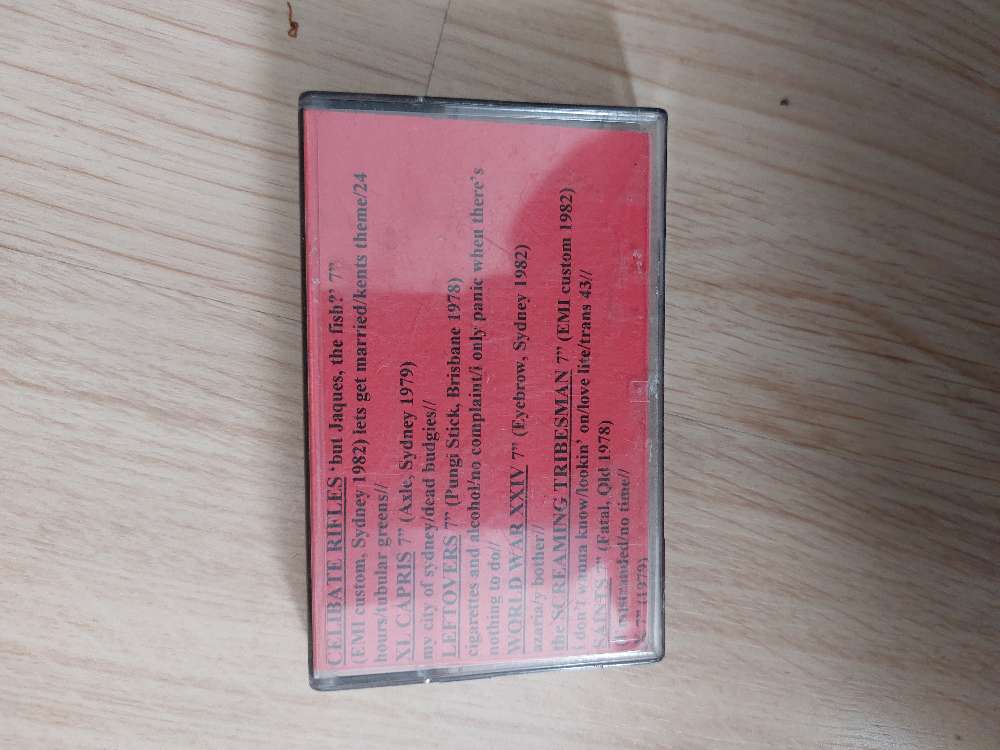 CELIBATE RIFLES 'but Jaques, the fish?' 7"
(EMI custom, Sydney 1982) lets get married/kents theme/24
hours/tubular greens//
XL CAPRIS 7" (Axle, Sydney 1979)
my city of sydney/dead budgies//
LEFTOVERS 7" (Pungi Stick, Brisbane 1978)
cigarettes and alcohol/no complaint/i only panic when there's
nothing to do//
WORLD WAR XXIV 7" (Eyebrow, Sydney 1982)
azaria/y bother//
the SCREAMING TRIBESMAN 7" (EMI custom 1982)
i don't wanna know/lookin' on/love lite/trans 43//
SAINTS 7" (Fatal, Qld 1978)
stranded/no time//
7" (1979)